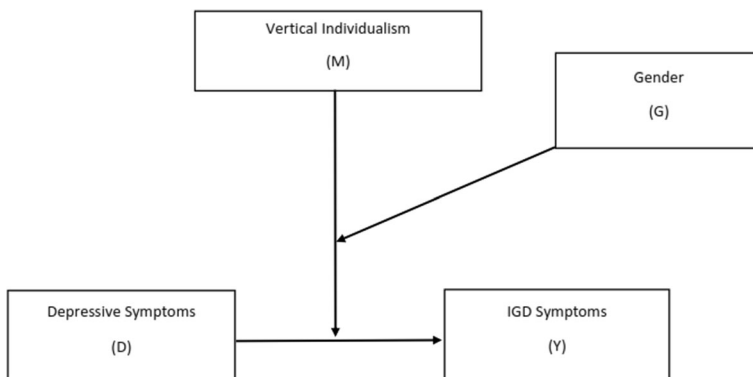 Vertical Individualism
(M)
Gender
(G)
Depressive Symptoms
(D)
IGD Symptoms
(Y)